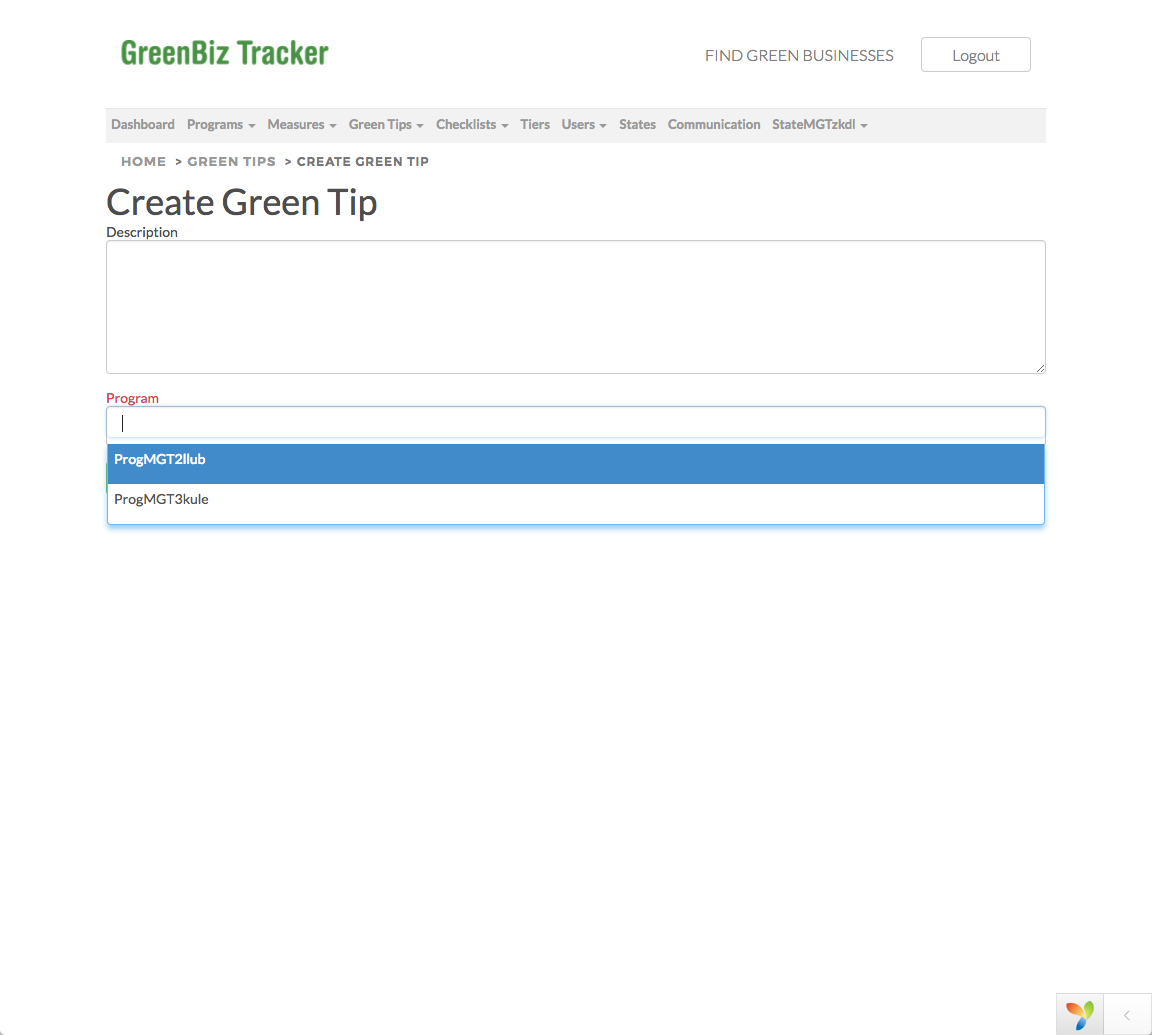 GreenBiz Tracker
FIND GREEN BUSINESSES
Logout
Dashboard Programs Measures Green Tips Checklists Tiers Users States Communication StateMGTzkdl
HOME > GREEN TIPS > CREATE GREEN TIP
Create Green Tip
Description
Program
ProgMGT2llub
ProgMGT3kule